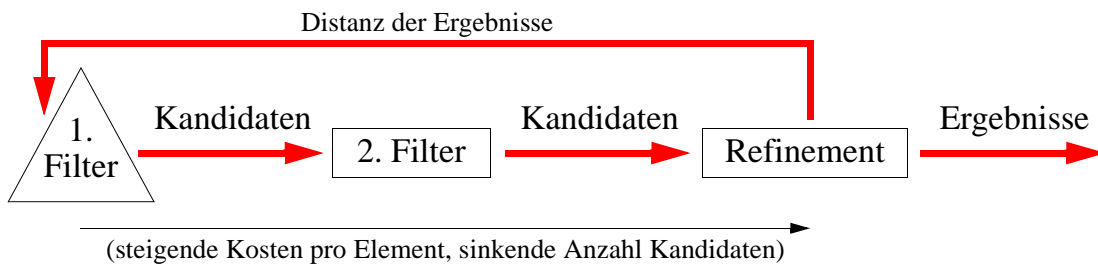 Distanz der Ergebnisse
1.
Filter
Kandidaten
2. Filter
Kandidaten
Refinement
Ergebnisse
(steigende Kosten pro Element, sinkende Anzahl Kandidaten)